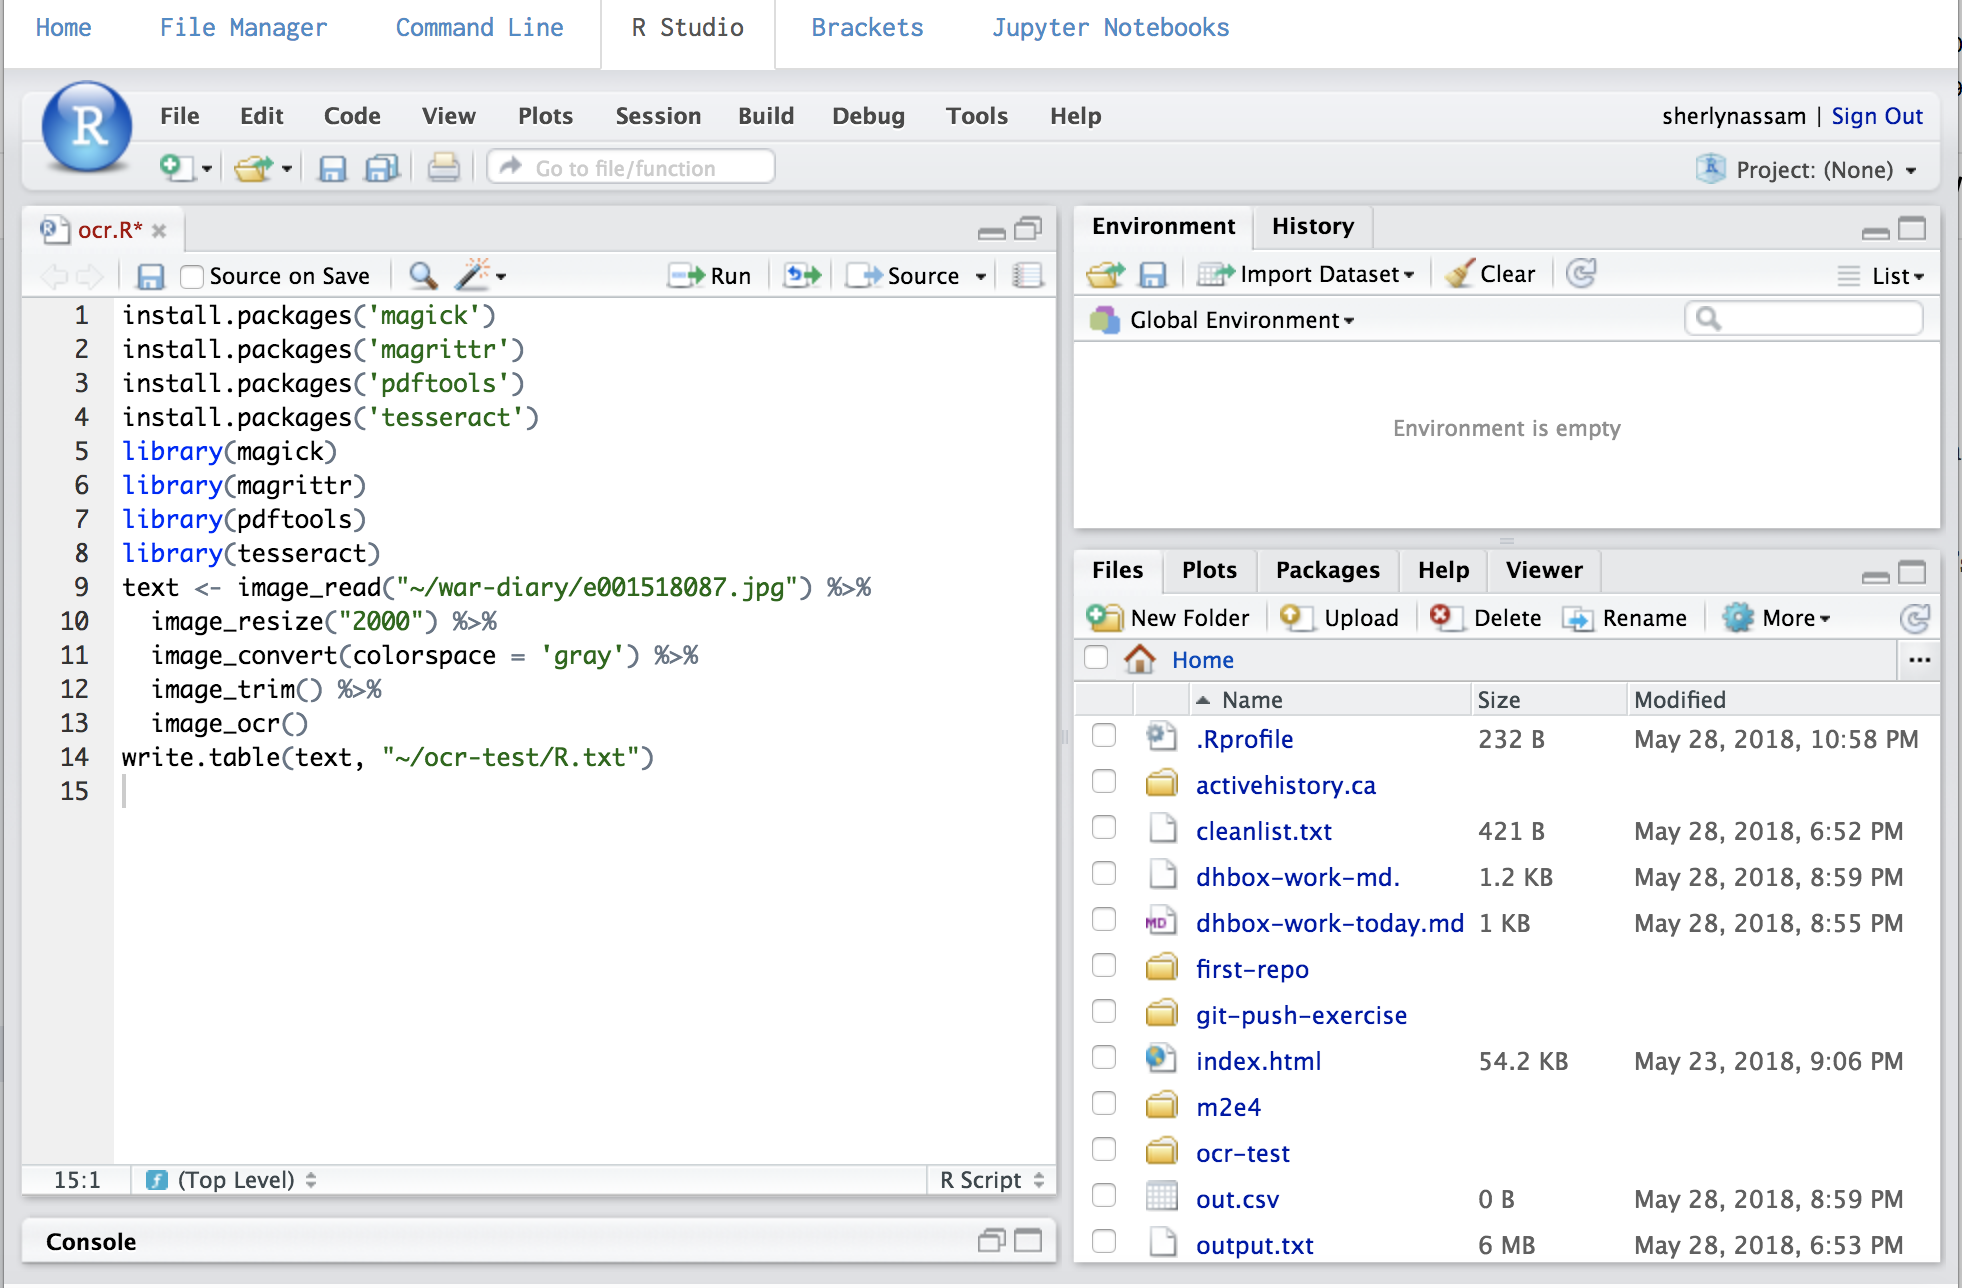 Home File Manager Command Line R Studio Brackets Jupyter Notebooks
R
File Edit Code View Plots Session Build Debug Tools Help
sherlynassam | Sign Out
Go to file/function
Project: (None)
ocr.R*
Source on Save Run Source
1 install.packages('magick')
2 install.packages('magrittr')
3 install.packages('pdftools')
4 install.packages('tesseract')
5 library(magick)
6 library(magrittr)
7 library(pdftools)
8 library(tesseract)
9 text <- image_read("~/war-diary/e001518087.jpg") %>%
10 image_resize("2000") %>%
11 image_convert(colorspace = 'gray') %>%
12 image_trim() %>%
13 image_ocr()
14 write.table(text, "~/ocr-test/R.txt")
15
15:1 (Top Level) R Script
Console
Environment History
Import Dataset Clear List
Global Environment
Environment is empty
Files Plots Packages Help Viewer
New Folder Upload Delete Rename More
Home ...
Name Size Modified
.Rprofile 232 B May 28, 2018, 10:58 PM
activehistory.ca
cleanlist.txt 421 B May 28, 2018, 6:52 PM
dhbox-work-md. 1.2 KB May 28, 2018, 8:59 PM
MD dhbox-work-today.md 1 KB May 28, 2018, 8:55 PM
first-repo
git-push-exercise
index.html 54.2 KB May 23, 2018, 9:06 PM
m2e4
ocr-test
out.csv 0 B May 28, 2018, 8:59 PM
output.txt 6 MB May 28, 2018, 6:53 PM